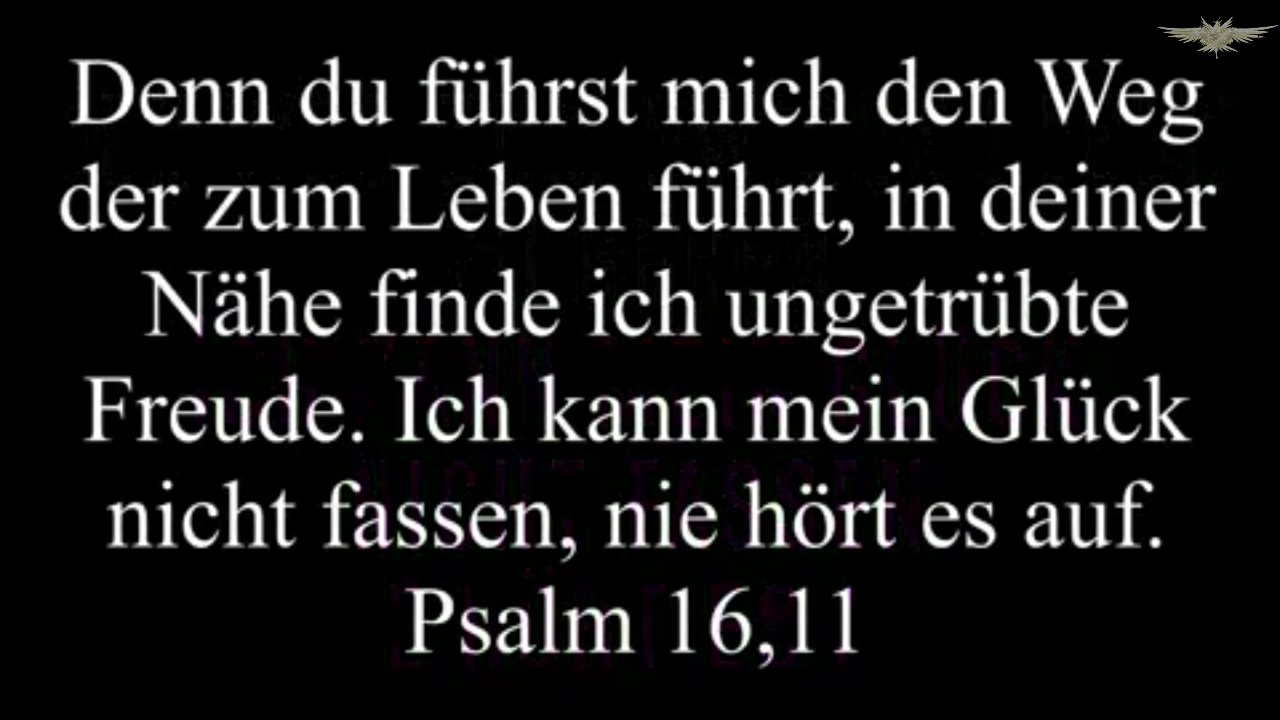 Denn du führst mich den Weg
der zum Leben führt, in deiner
Nähe finde ich ungetrübte
Freude. Ich kann mein Glück
nicht fassen, nie hört es auf.
Psalm 16,11